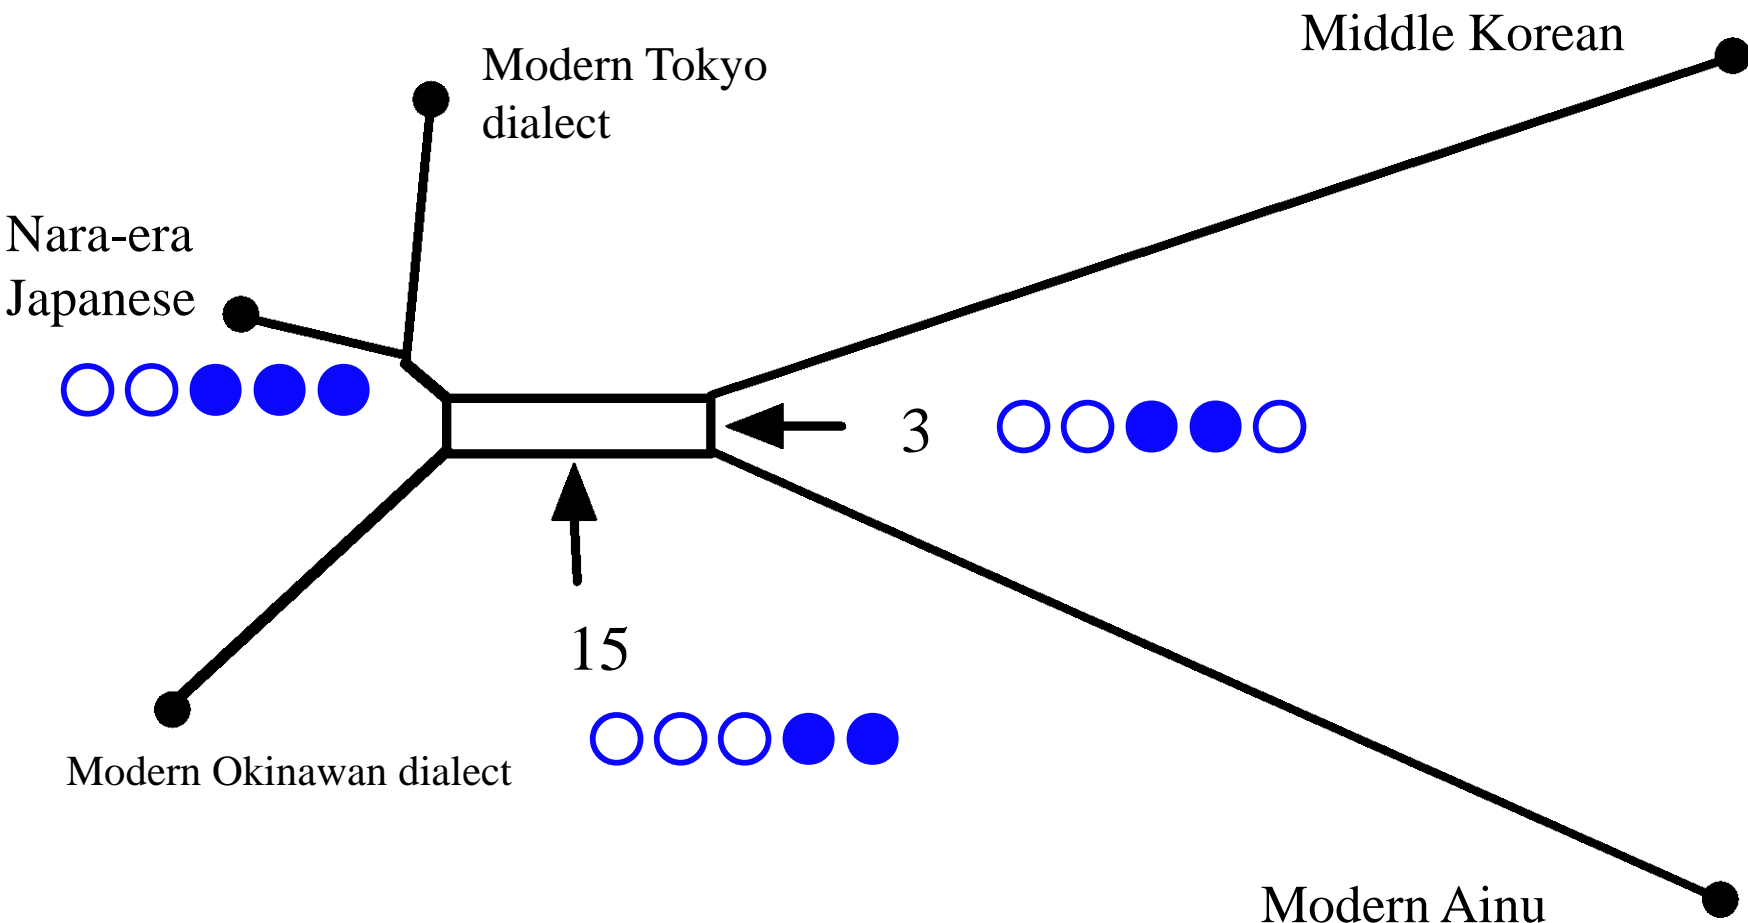 Middle Korean
Modern Tokyo
dialect
Nara-era
Japanese
3
15
Modern Okinawan dialect
Modern Ainu